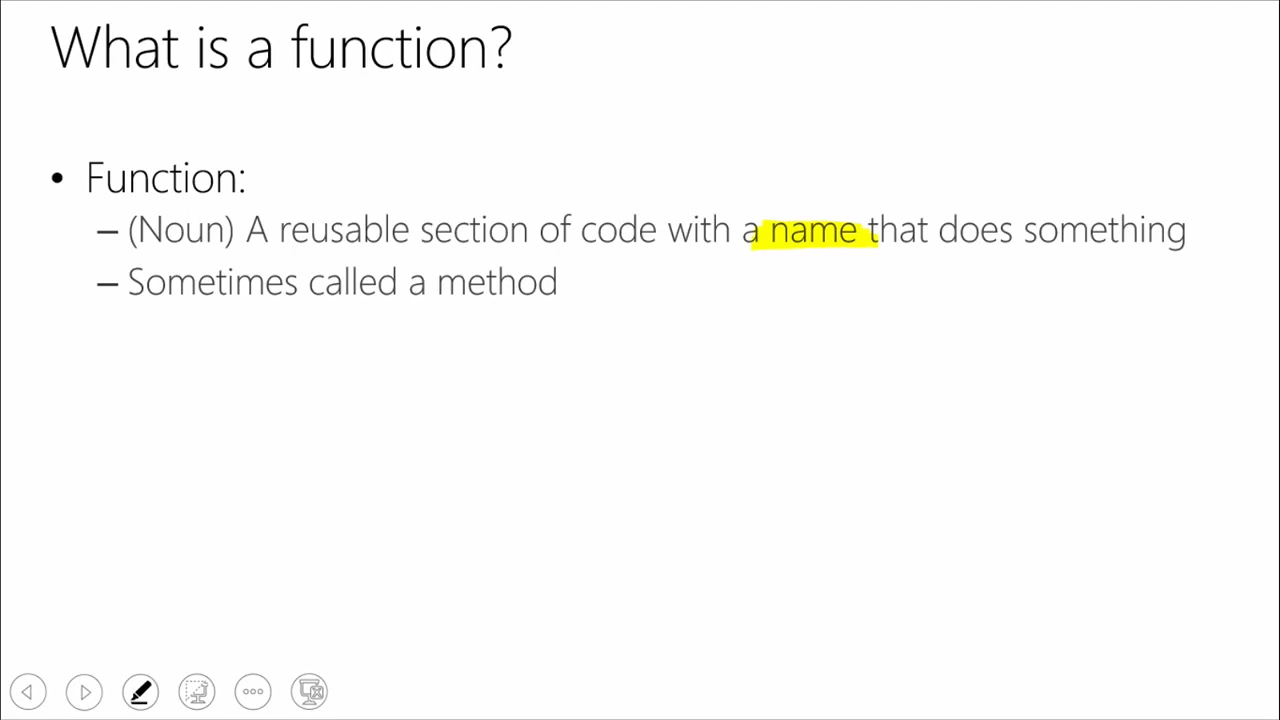 What is a function?
• Function:
– (Noun) A reusable section of code with a name that does something
– Sometimes called a method